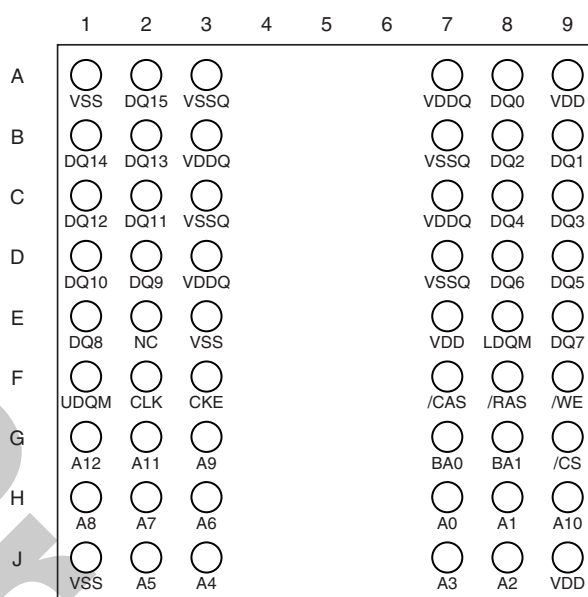 1 2 3 4 5 6 7 8 9
A
VSS DQ15 VSSQ VDDQ DQ0 VDD
B
DQ14 DQ13 VDDQ VSSQ DQ2 DQ1
C
DQ12 DQ11 VSSQ VDDQ DQ4 DQ3
D
DQ10 DQ9 VDDQ VSSQ DQ6 DQ5
E
DQ8 NC VSS VDD LDQM DQ7
F
UDQM CLK CKE /CAS /RAS /WE
G
A12 A11 A9 BA0 BA1 /CS
H
A8 A7 A6 A0 A1 A10
J
VSS A5 A4 A3 A2 VDD